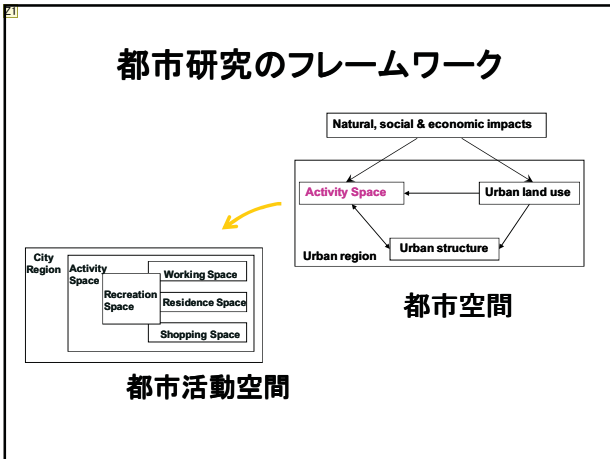 21
都市研究のフレームワーク
Natural, social & economic impacts
Activity Space
Urban land use
Urban structure
Urban region
都市空間
City
Region
Activity
Space
Working Space
Recreation
Space
Residence Space
Shopping Space
都市活動空間